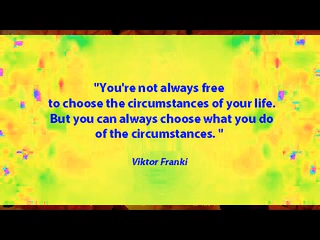 "You're not always free
to choose the circumstances of your life.
But you can always choose what you do
of the circumstances. "
Viktor Franki